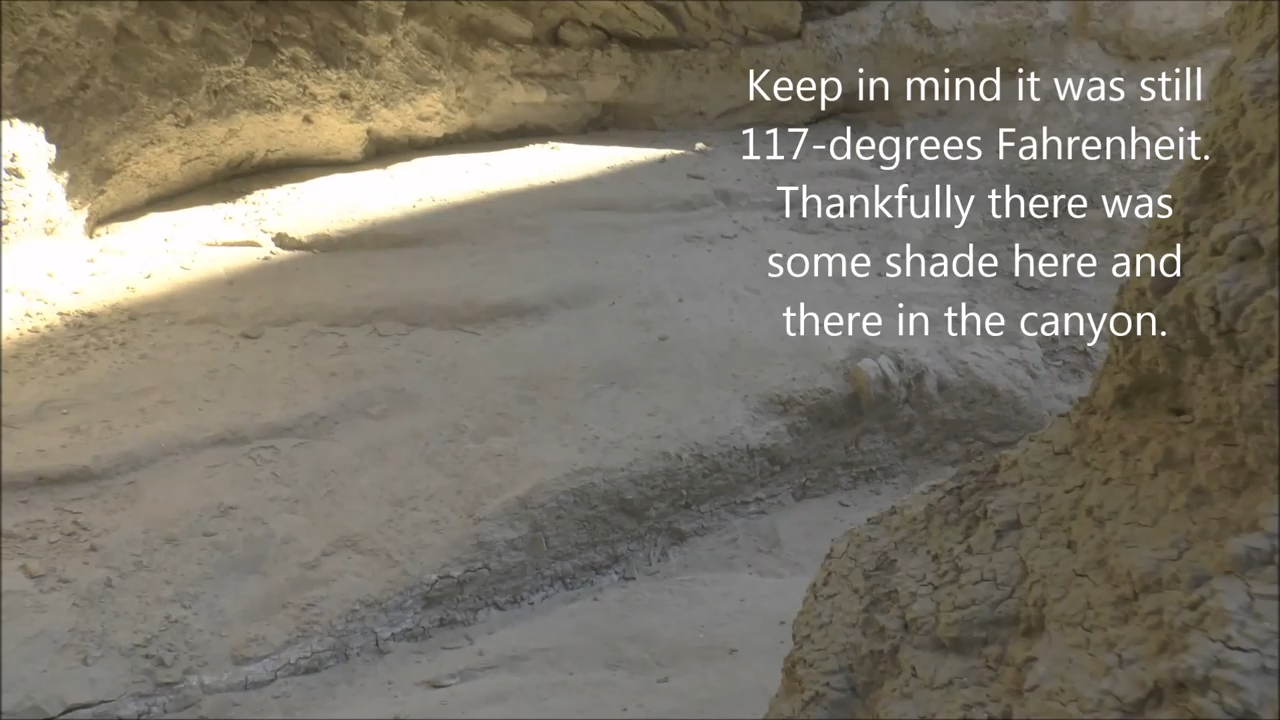 Keep in mind it was still
117-degrees Fahrenheit.
Thankfully there was
some shade here and
there in the canyon.